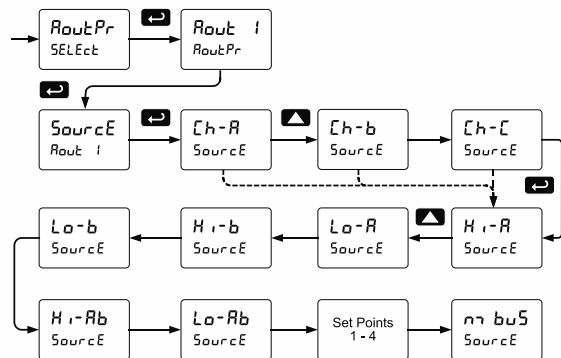 AoutPr
SELEct
Aout 1
AoutPr
SourcE
Aout 1
Ch-A
SourcE
Ch-b
SourcE
Ch-C
SourcE
Lo-b
SourcE
Hi-b
SourcE
Lo-A
SourcE
Hi-A
SourcE
Hi-Ab
SourcE
Lo-Ab
SourcE
Set Points
1 - 4
m buS
SourcE